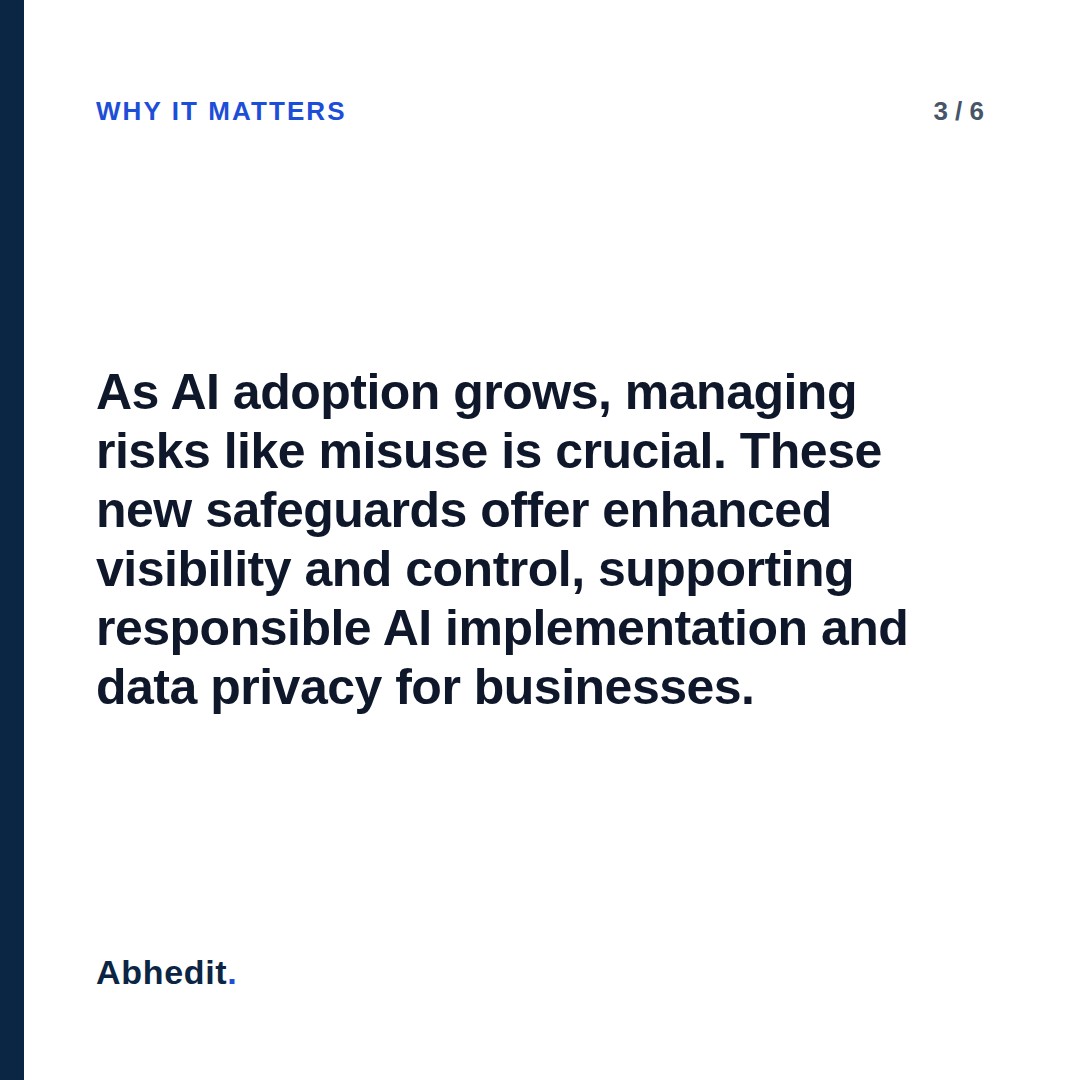 WHY IT MATTERS
3 / 6
As AI adoption grows, managing
risks like misuse is crucial. These
new safeguards offer enhanced
visibility and control, supporting
responsible AI implementation and
data privacy for businesses.
Abhedit.